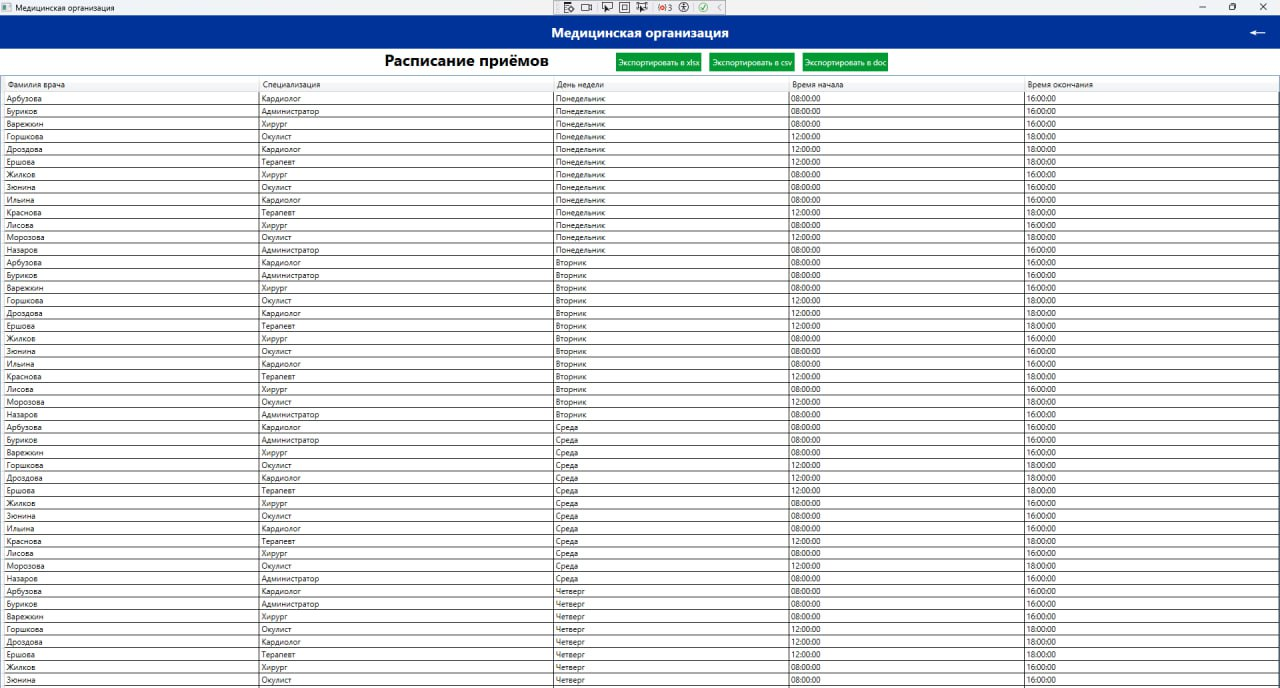 Медицинская организация
3
Медицинская организация
Расписание приёмов Экспортировать в xlsx Экспортировать в csv Экспортировать в doc
Фамилия врача Специализация День недели Время начала Время окончания
Арбузова Кардиолог Понедельник 08:00:00 16:00:00
Буриков Администратор Понедельник 08:00:00 16:00:00
Варежкин Хирург Понедельник 08:00:00 16:00:00
Горшкова Окулист Понедельник 12:00:00 18:00:00
Дроздова Кардиолог Понедельник 12:00:00 18:00:00
Ершова Терапевт Понедельник 12:00:00 18:00:00
Жилков Хирург Понедельник 08:00:00 16:00:00
Зюнина Окулист Понедельник 08:00:00 16:00:00
Ильина Кардиолог Понедельник 08:00:00 16:00:00
Краснова Терапевт Понедельник 12:00:00 18:00:00
Лисова Хирург Понедельник 08:00:00 16:00:00
Морозова Окулист Понедельник 12:00:00 18:00:00
Назаров Администратор Понедельник 08:00:00 16:00:00
Арбузова Кардиолог Вторник 08:00:00 16:00:00
Буриков Администратор Вторник 08:00:00 16:00:00
Варежкин Хирург Вторник 08:00:00 16:00:00
Горшкова Окулист Вторник 12:00:00 18:00:00
Дроздова Кардиолог Вторник 12:00:00 18:00:00
Ершова Терапевт Вторник 12:00:00 18:00:00
Жилков Хирург Вторник 08:00:00 16:00:00
Зюнина Окулист Вторник 08:00:00 16:00:00
Ильина Кардиолог Вторник 08:00:00 16:00:00
Краснова Терапевт Вторник 12:00:00 18:00:00
Лисова Хирург Вторник 08:00:00 16:00:00
Морозова Окулист Вторник 12:00:00 18:00:00
Назаров Администратор Вторник 08:00:00 16:00:00
Арбузова Кардиолог Среда 08:00:00 16:00:00
Буриков Администратор Среда 08:00:00 16:00:00
Варежкин Хирург Среда 08:00:00 16:00:00
Горшкова Окулист Среда 12:00:00 18:00:00
Дроздова Кардиолог Среда 12:00:00 18:00:00
Ершова Терапевт Среда 12:00:00 18:00:00
Жилков Хирург Среда 08:00:00 16:00:00
Зюнина Окулист Среда 08:00:00 16:00:00
Ильина Кардиолог Среда 08:00:00 16:00:00
Краснова Терапевт Среда 12:00:00 18:00:00
Лисова Хирург Среда 08:00:00 16:00:00
Морозова Окулист Среда 12:00:00 18:00:00
Назаров Администратор Среда 08:00:00 16:00:00
Арбузова Кардиолог Четверг 08:00:00 16:00:00
Буриков Администратор Четверг 08:00:00 16:00:00
Варежкин Хирург Четверг 08:00:00 16:00:00
Горшкова Окулист Четверг 12:00:00 18:00:00
Дроздова Кардиолог Четверг 12:00:00 18:00:00
Ершова Терапевт Четверг 12:00:00 18:00:00
Жилков Хирург Четверг 08:00:00 16:00:00
Зюнина Окулист Четверг 08:00:00 16:00:00